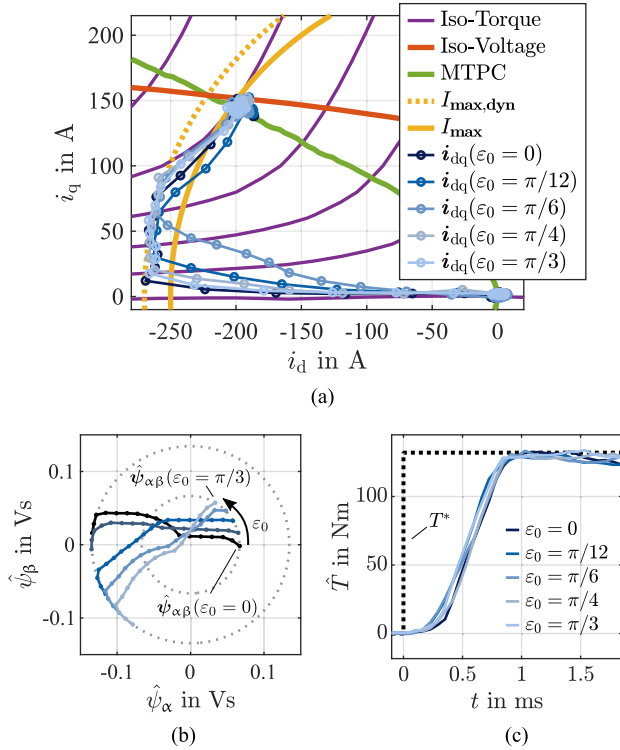 200
150
100
50
0
i_q in A
-250
-200
-150
-100
-50
0
i_d in A
Iso-Torque
Iso-Voltage
MTPC
I_max,dyn
I_max
i_dq(ε_0 = 0)
i_dq(ε_0 = π/12)
i_dq(ε_0 = π/6)
i_dq(ε_0 = π/4)
i_dq(ε_0 = π/3)
(a)
0.1
0
-0.1
ψ̂_β in Vs
ψ̂_αβ(ε_0 = π/3)
ε_0
ψ̂_αβ(ε_0 = 0)
-0.1
0
0.1
ψ̂_α in Vs
(b)
100
50
0
T̂ in Nm
T*
ε_0 = 0
ε_0 = π/12
ε_0 = π/6
ε_0 = π/4
ε_0 = π/3
0
0.5
1.0
1.5
t in ms
(c)